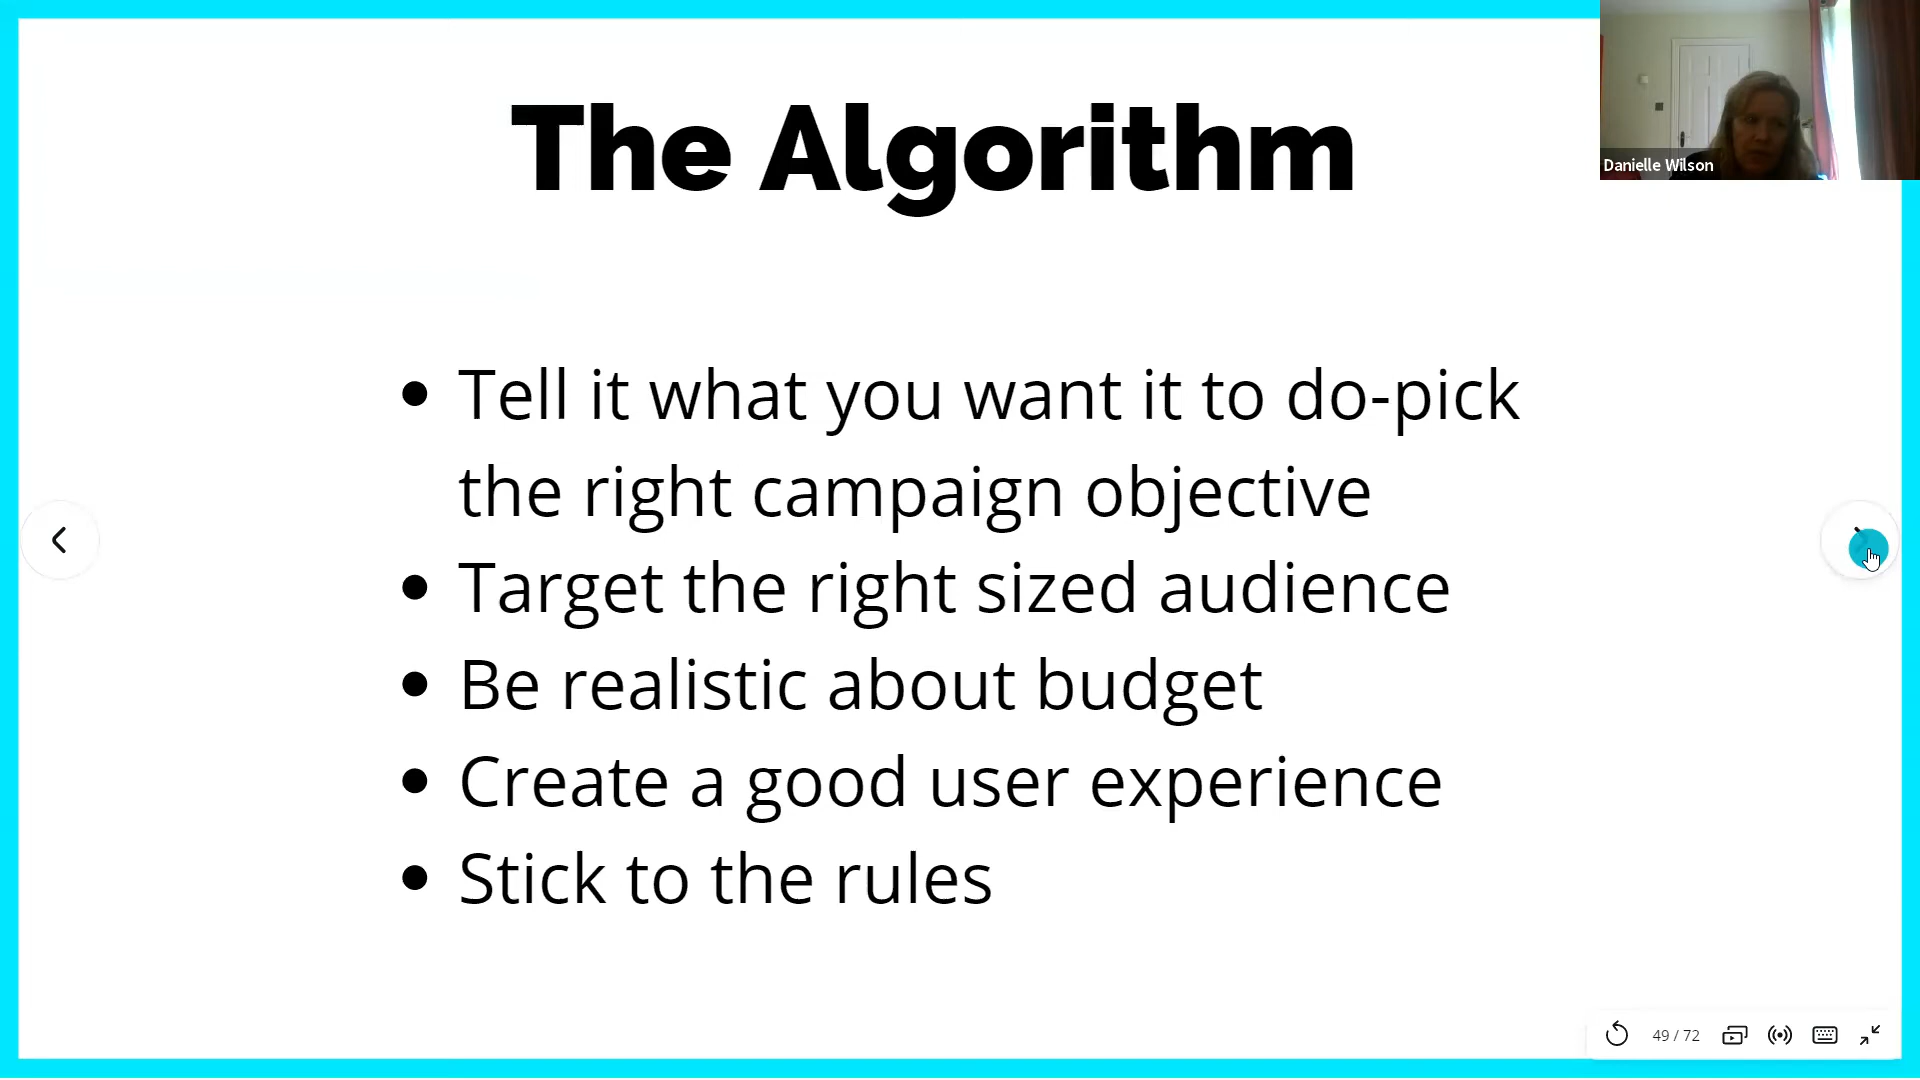 The Algorithm
Danielle Wilson
• Tell it what you want it to do-pick
the right campaign objective
• Target the right sized audience
• Be realistic about budget
• Create a good user experience
• Stick to the rules
49 / 72